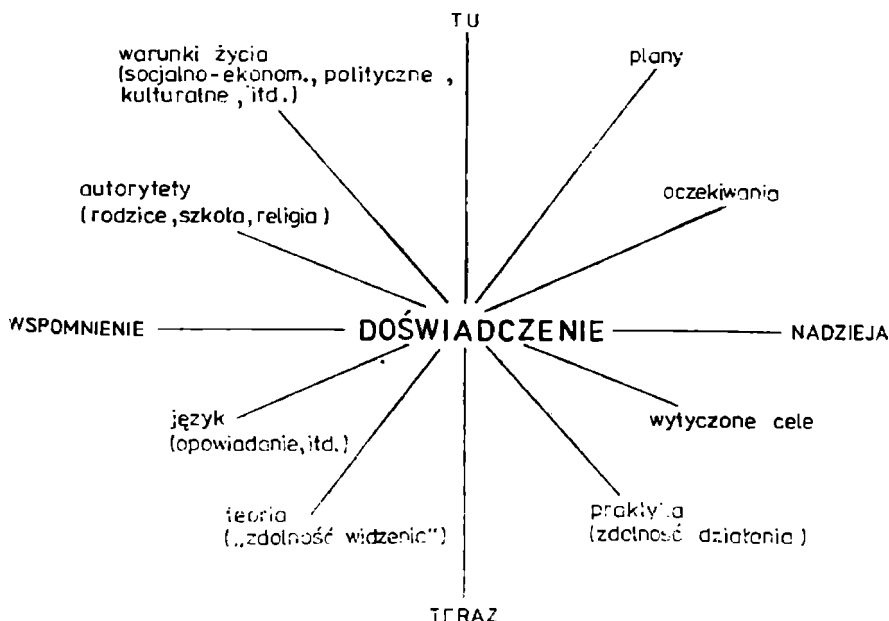 TU
warunki życia
(socjalno-ekonom., polityczne,
kulturalne, itd.)
plany
autorytety
(rodzice, szkoła, religia)
oczekiwania
WSPOMNIENIE
DOŚWIADCZENIE
NADZIEJA
język
(opowiadanie, itd.)
wytyczone cele
teoria
(„zdolność widzenia")
praktyka
(zdolność działania)
TERAZ